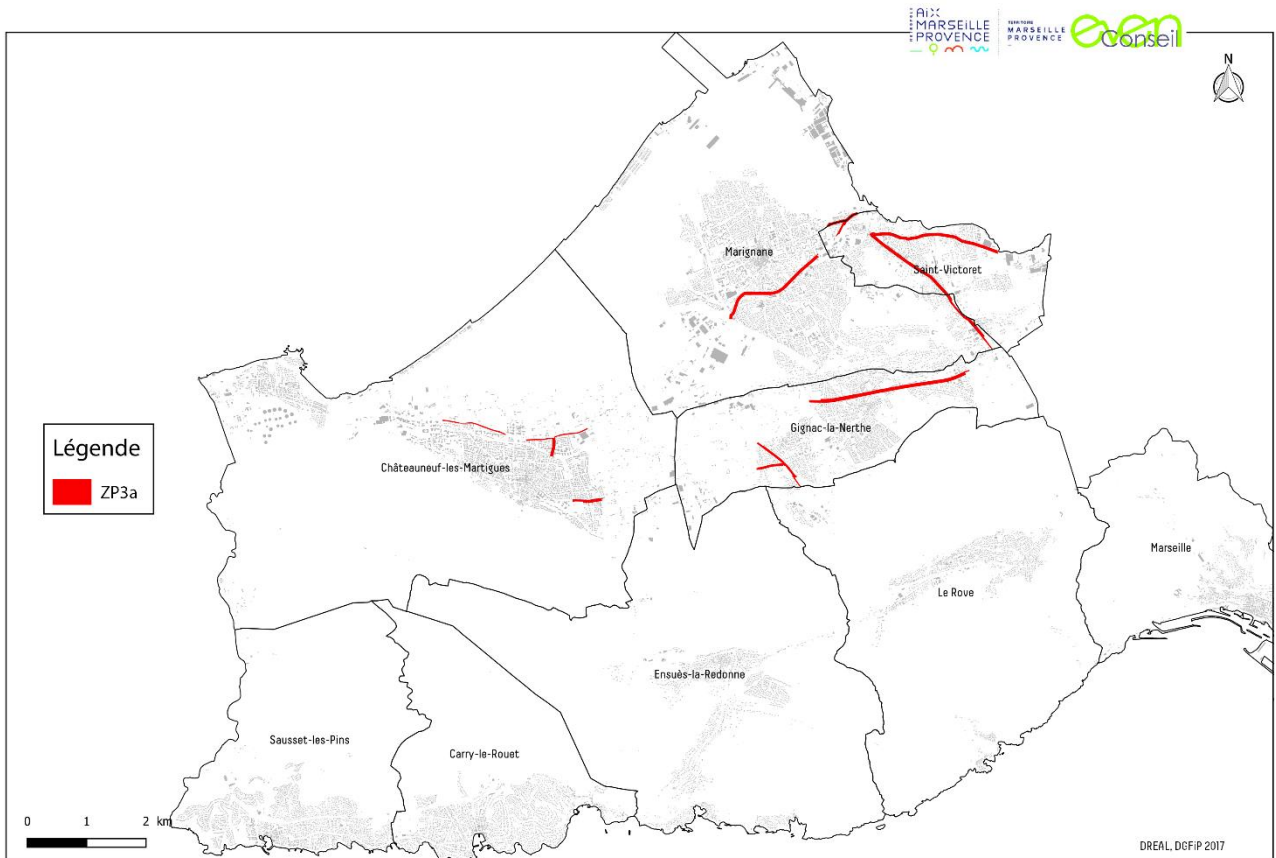 AiX
MARSEILLE
PROVENCE
TERRITOIRE
MARSEILLE
PROVENCE
even
Conseil
N
Marignane
Saint-Victoret
Légende
ZP3a
Gignac-la-Nerthe
Châteauneuf-les-Martigues
Marseille
Le Rove
Ensuès-la-Redonne
Sausset-les-Pins
Carry-le-Rouet
0 1 2 km
DREAL, DGFiP 2017